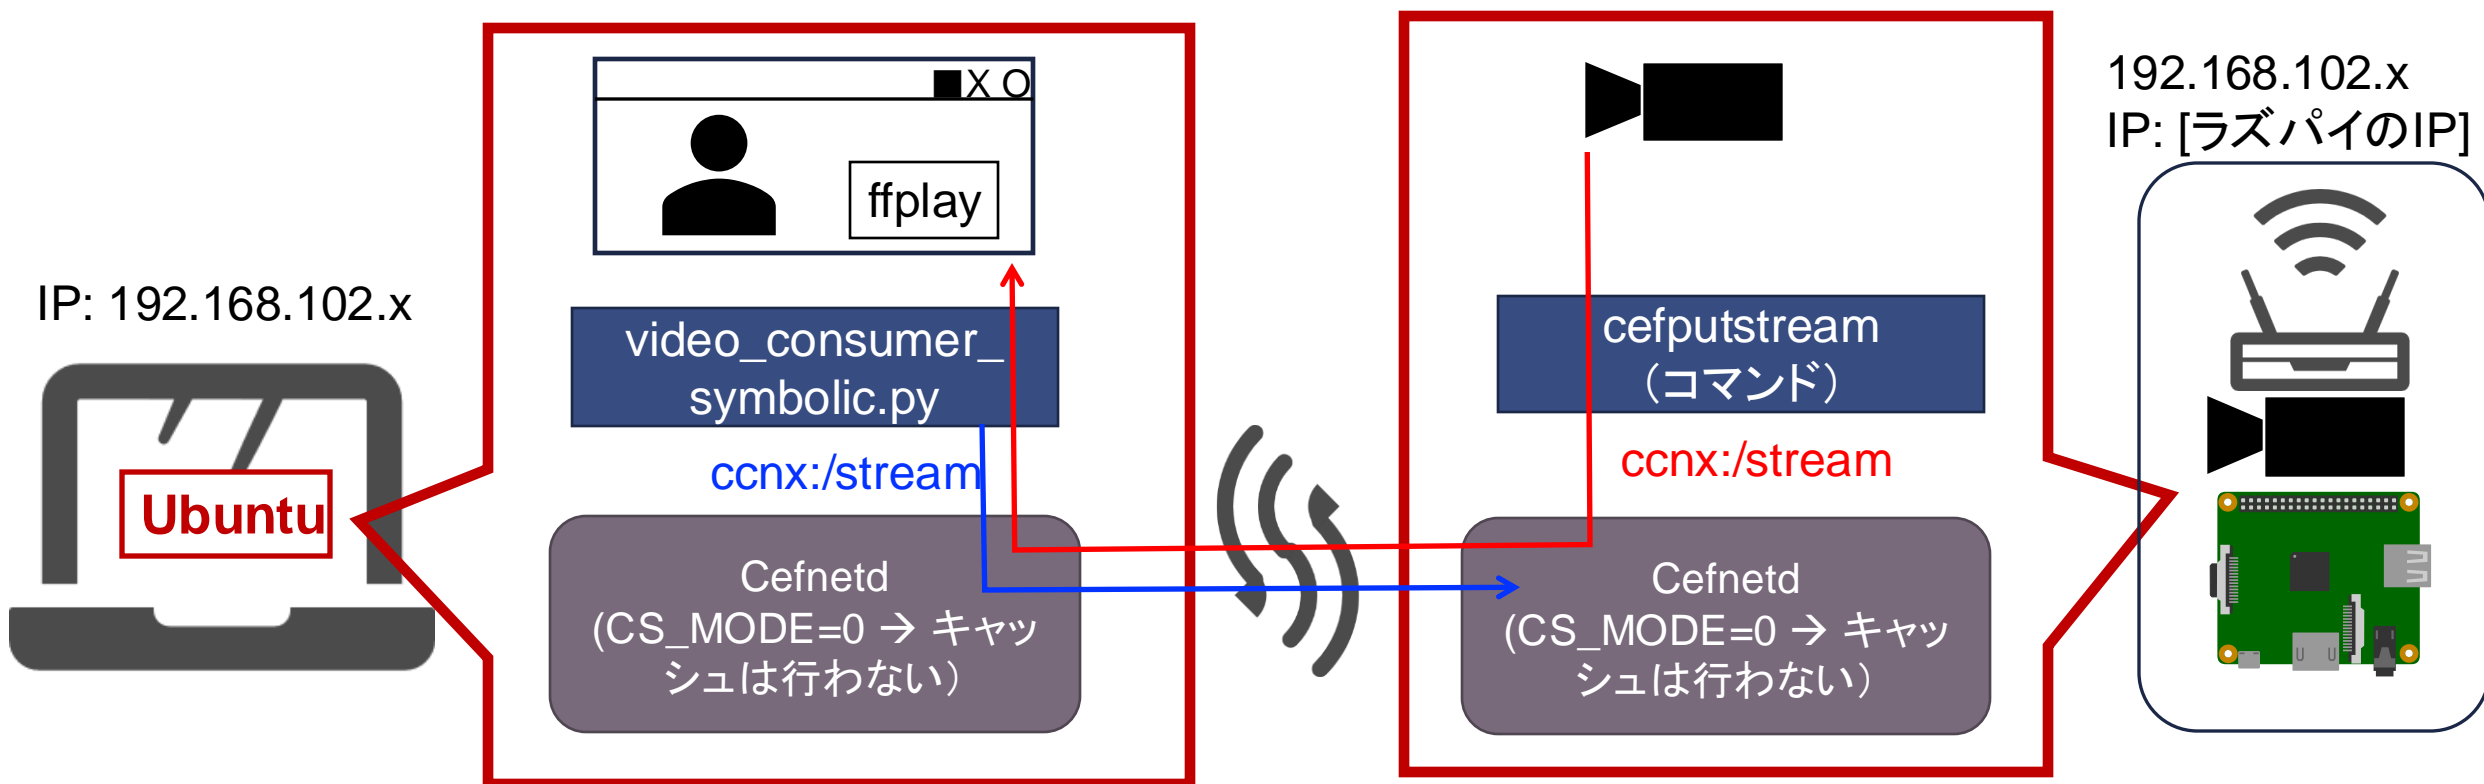 IP: 192.168.102.x
Ubuntu
■X O
ffplay
video_consumer_
symbolic.py
ccnx:/stream
Cefnetd
(CS_MODE=0 → キャッ
シュは行わない)
cefputstream
（コマンド）
ccnx:/stream
Cefnetd
(CS_MODE=0 → キャッ
シュは行わない)
192.168.102.x
IP: [ラズパイのIP]